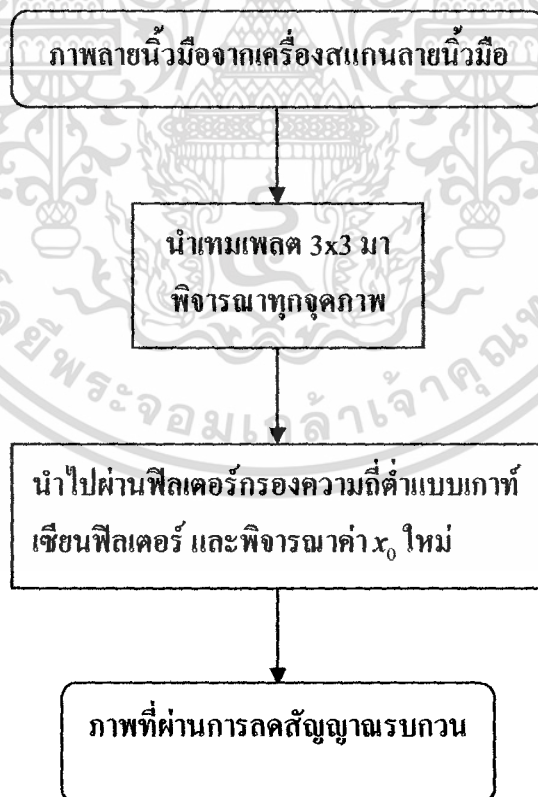 ภาพลายนิ้วมือจากเครื่องสแกนลายนิ้วมือ
นำเทมเพลต 3x3 มา
พิจารณาทุกจุดภาพ
นำไปผ่านฟิลเตอร์กรองความถี่ต่ำแบบเกาท์
เซียนฟิลเตอร์ และพิจารณาค่า x₀ ใหม่
ภาพที่ผ่านการลดสัญญาณรบกวน